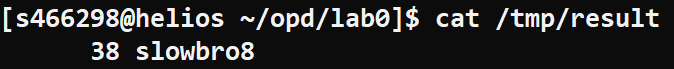 [s466298@helios ~/opd/lab0]$ cat /tmp/result
      38 slowbro8